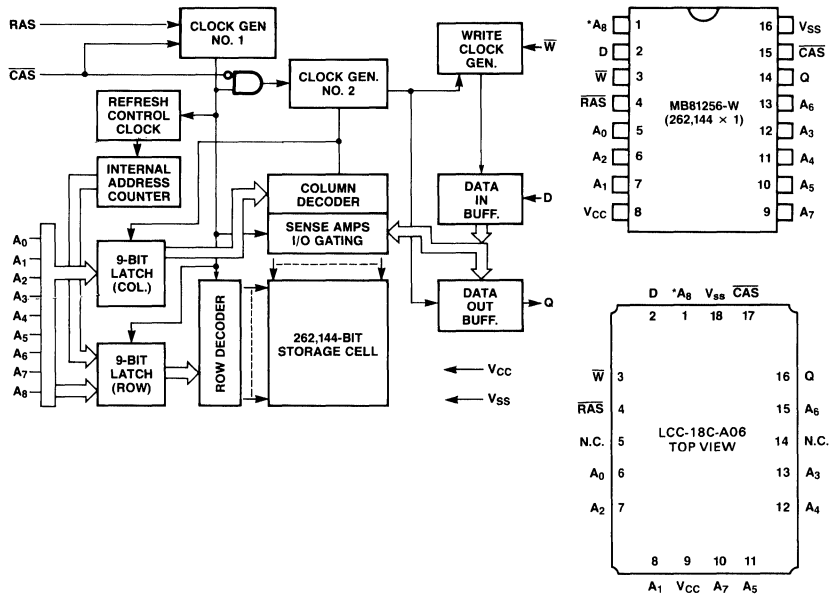 RAS
CLOCK GEN
NO. 1
CAS
CLOCK GEN.
NO. 2
WRITE
CLOCK
GEN.
W
REFRESH
CONTROL
CLOCK
INTERNAL
ADDRESS
COUNTER
COLUMN
DECODER
SENSE AMPS
I/O GATING
DATA
IN
BUFF.
D
A0
A1
A2
A3
A4
A5
A6
A7
A8
9-BIT
LATCH
(COL.)
9-BIT
LATCH
(ROW)
ROW DECODER
262,144-BIT
STORAGE CELL
DATA
OUT
BUFF.
Q
VCC
VSS
*A8 1 16 VSS
D 2 15 CAS
W 3 14 Q
RAS 4 13 A6
MB81256-W
(262,144 × 1)
A0 5 12 A3
A2 6 11 A4
A1 7 10 A5
VCC 8 9 A7
D *A8 Vss CAS
2 1 18 17
W 3 16 Q
RAS 4 15 A6
LCC-18C-A06
TOP VIEW
N.C. 5 14 N.C.
A0 6 13 A3
A2 7 12 A4
8 9 10 11
A1 VCC A7 A5